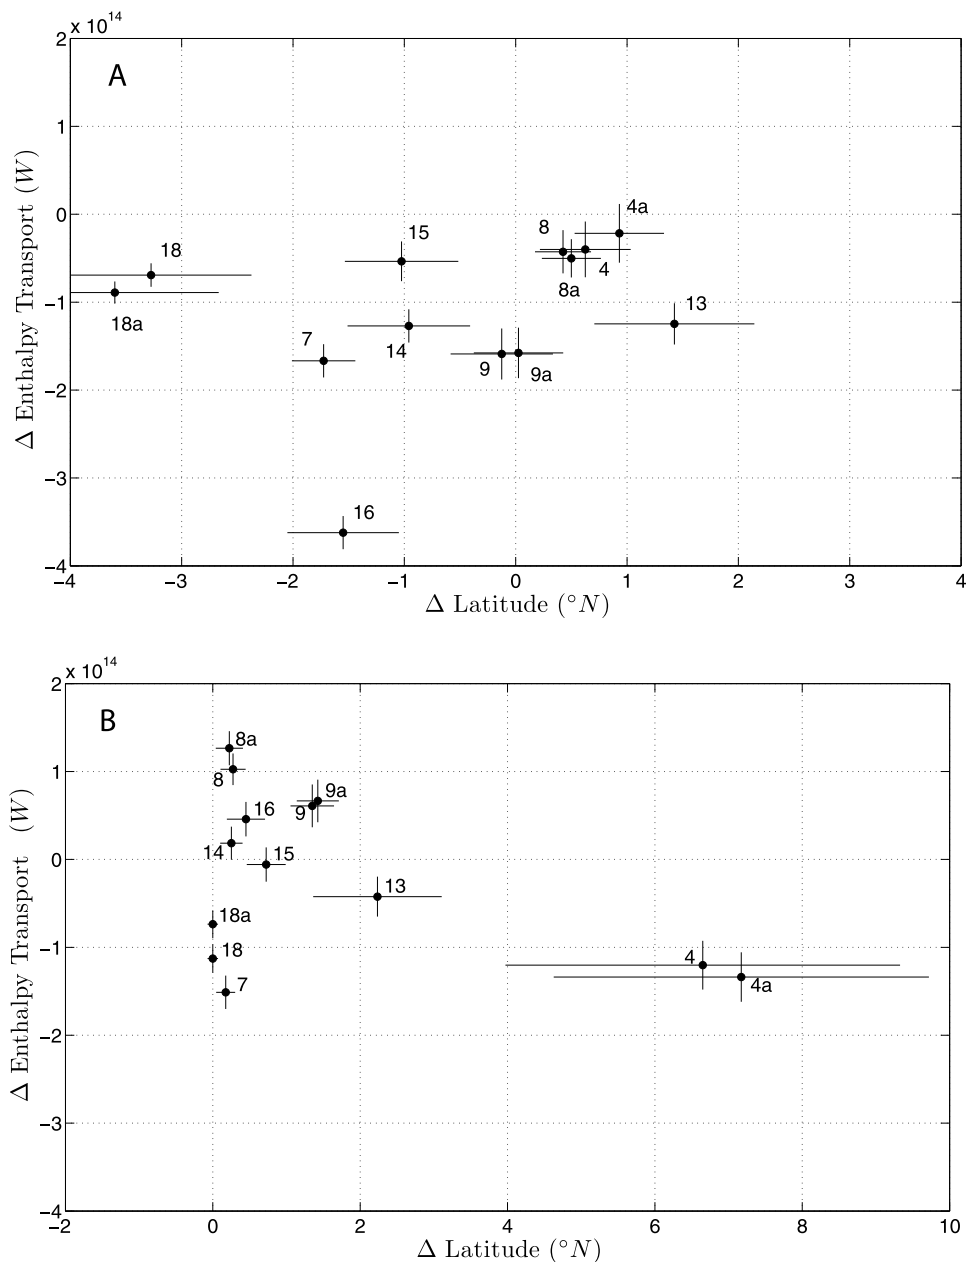 x 10^14
2
A
1
Δ Enthalpy Transport (W)
0
4a
8
15
18
4
8a
−1
13
18a
7
14
9
9a
−2
−3
16
−4
−4 −3 −2 −1 0 1 2 3 4
Δ Latitude (°N)
x 10^14
2
B
8a
1
8
9a
16
9
14
15
0
Δ Enthalpy Transport (W)
13
18a
−1
18
4
7
4a
−2
−3
−4
−2 0 2 4 6 8 10
Δ Latitude (°N)